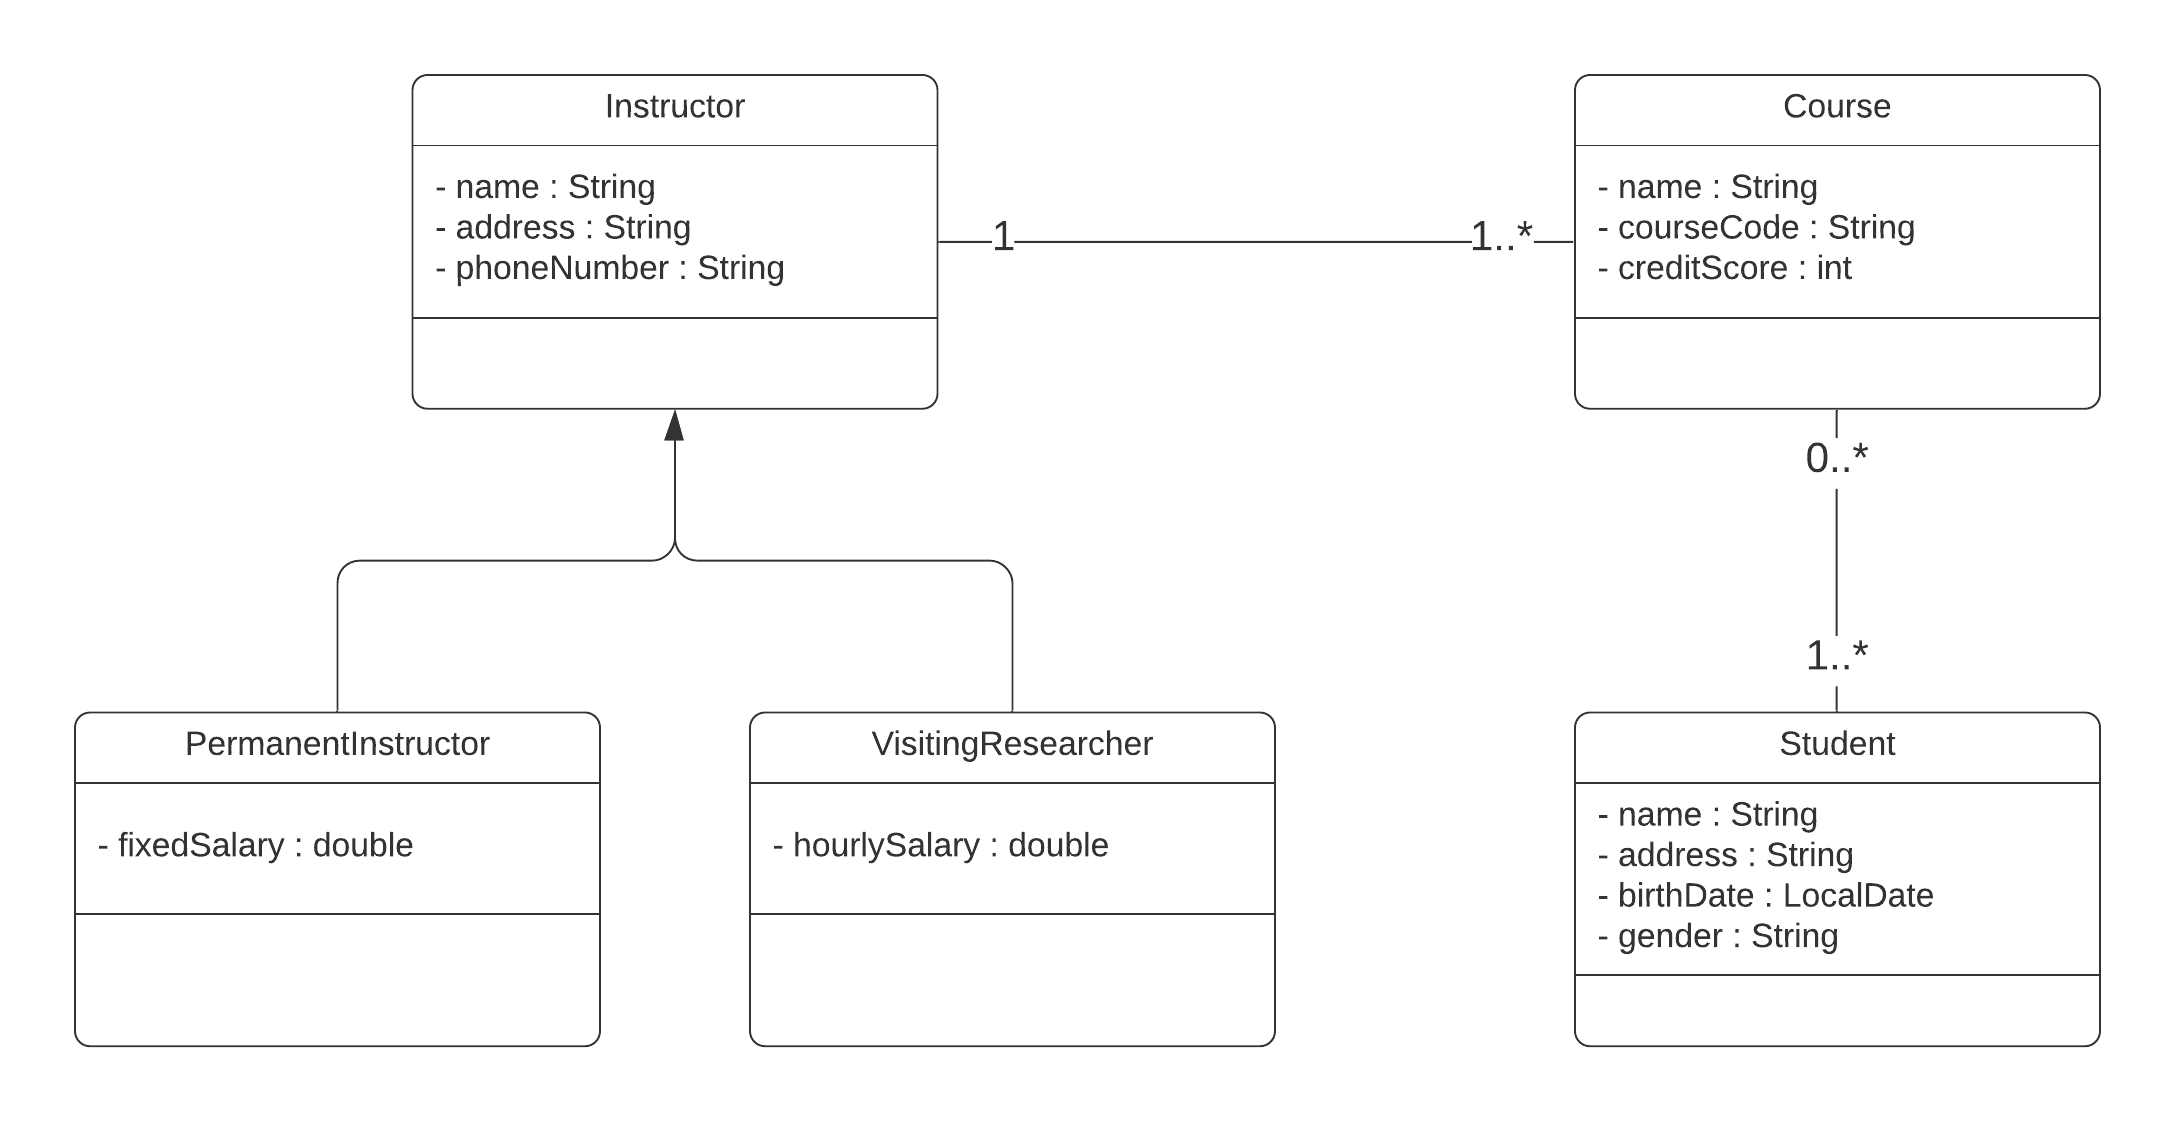 Instructor
- name : String
- address : String
- phoneNumber : String
1
1..*
Course
- name : String
- courseCode : String
- creditScore : int
0..*
1..*
PermanentInstructor
- fixedSalary : double
VisitingResearcher
- hourlySalary : double
Student
- name : String
- address : String
- birthDate : LocalDate
- gender : String